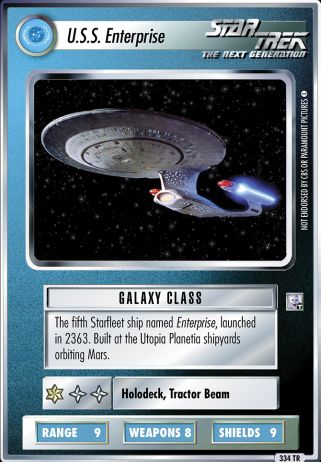 U.S.S. Enterprise
STAR TREK
THE NEXT GENERATION
NOT ENDORSED BY CBS OR PARAMOUNT PICTURES
GALAXY CLASS
The fifth Starfleet ship named Enterprise, launched
in 2363. Built at the Utopia Planetia shipyards
orbiting Mars.
Holodeck, Tractor Beam
RANGE 9
WEAPONS 8
SHIELDS 9
334 TR